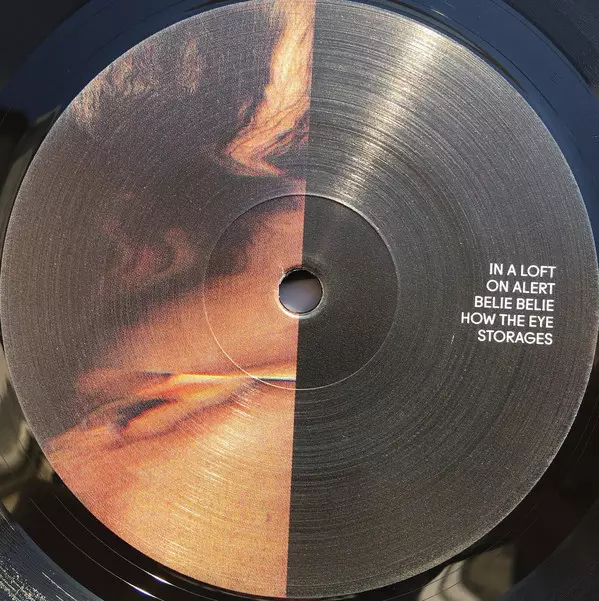 IN A LOFT
ON ALERT
BELIE BELIE
HOW THE EYE
STORAGES